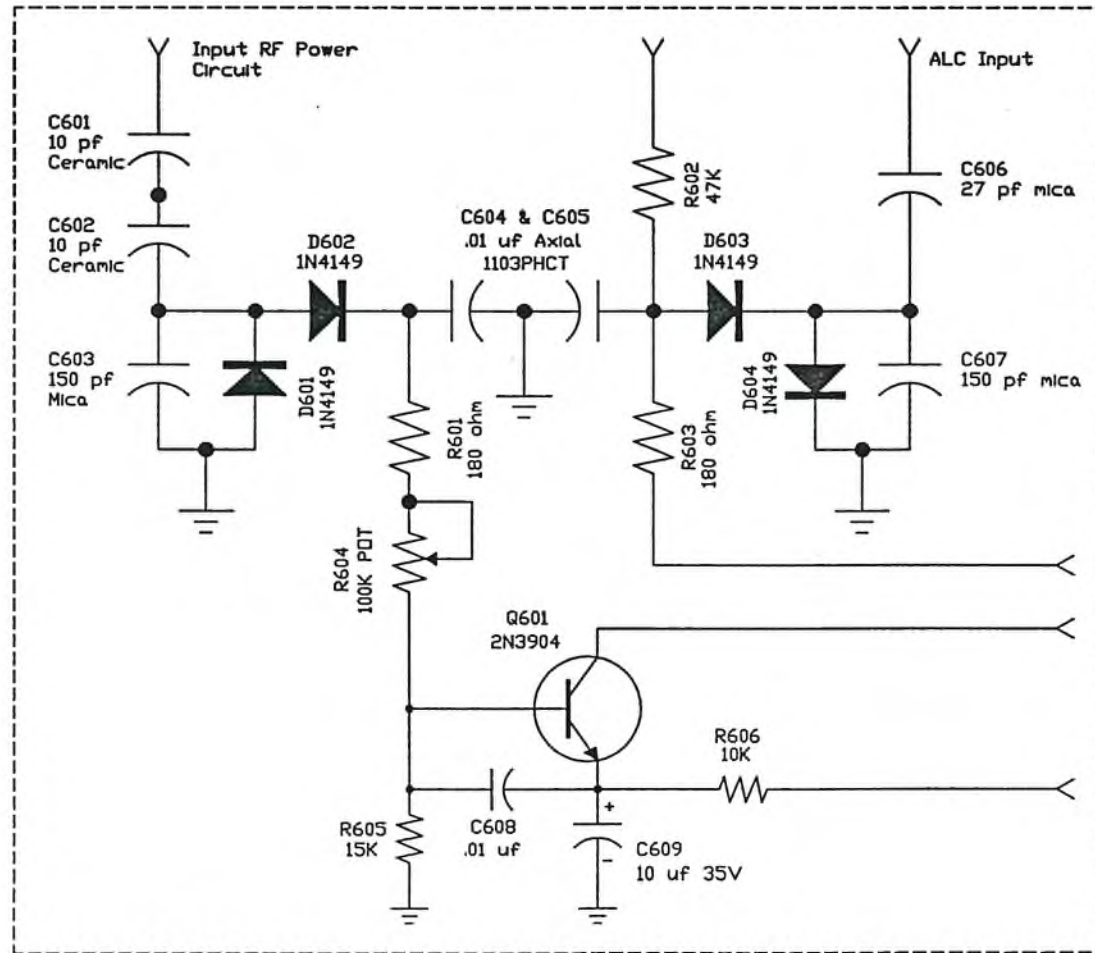 Input RF Power
Circuit
ALC Input
C601
10 pf
Ceramic
C602
10 pf
Ceramic
C603
150 pf
Mica
D601
1N4149
D602
1N4149
C604 & C605
.01 uf Axial
1103PHCT
R602
47K
D603
1N4149
C606
27 pf mica
D604
1N4149
C607
150 pf mica
R601
180 ohm
R603
180 ohm
R604
100K POT
Q601
2N3904
R606
10K
R605
15K
C608
.01 uf
+
-
C609
10 uf 35V